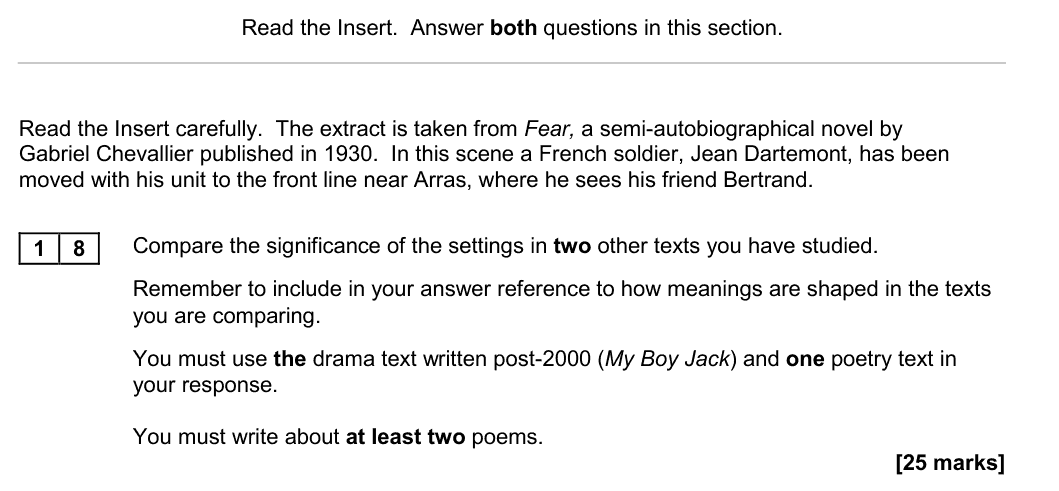 Read the Insert.  Answer both questions in this section.
Read the Insert carefully.  The extract is taken from Fear, a semi-autobiographical novel by
Gabriel Chevallier published in 1930.  In this scene a French soldier, Jean Dartemont, has been
moved with his unit to the front line near Arras, where he sees his friend Bertrand.
1 8 Compare the significance of the settings in two other texts you have studied.
Remember to include in your answer reference to how meanings are shaped in the texts
you are comparing.
You must use the drama text written post-2000 (My Boy Jack) and one poetry text in
your response.
You must write about at least two poems.
[25 marks]